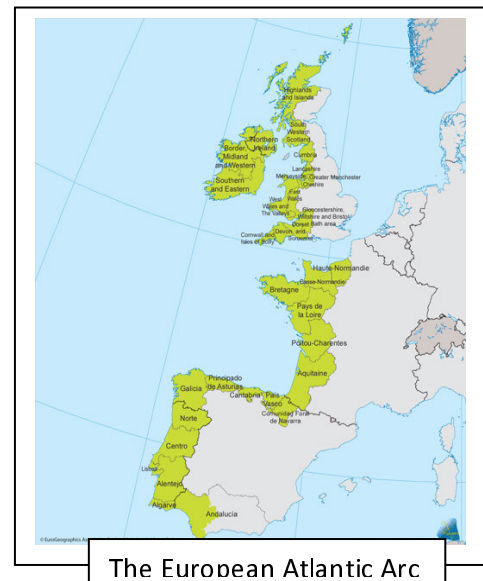 Highlands
and Islands
South
Western
Scotland
Northern
Ireland
Border,
Midland
and Western
Cumbria
Lancashire
Merseyside
Greater Manchester
Cheshire
Southern
and Eastern
East
Wales
West
Wales and
The Valleys
Gloucestershire,
Wiltshire and Bristol/
Bath area
Dorset
and
Somerset
Devon
Cornwall and
Isles of Scilly
Haute-Normandie
Basse-Normandie
Bretagne
Pays de
la Loire
Poitou-Charentes
Aquitaine
Principado
de Asturias
Cantabria
País
Vasco
Galicia
Comunidad Foral
de Navarra
Norte
Centro
Lisboa
Alentejo
Algarve
Andalucía
© EuroGeographics
The European Atlantic Arc